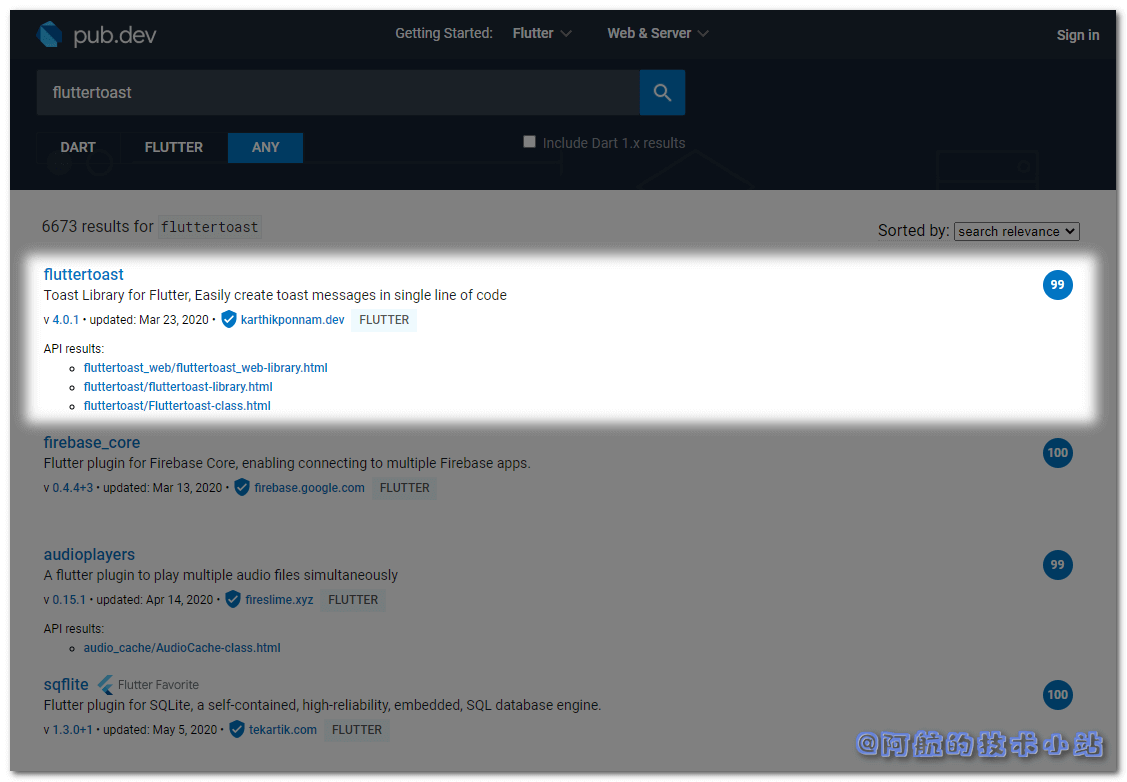 pub.dev Getting Started: Flutter Web & Server Sign in
fluttertoast
DART FLUTTER ANY Include Dart 1.x results
6673 results for fluttertoast Sorted by: search relevance
fluttertoast 99
Toast Library for Flutter, Easily create toast messages in single line of code
v 4.0.1 • updated: Mar 23, 2020 • karthikponnam.dev FLUTTER
API results:
fluttertoast_web/fluttertoast_web-library.html
fluttertoast/fluttertoast-library.html
fluttertoast/Fluttertoast-class.html
firebase_core 100
Flutter plugin for Firebase Core, enabling connecting to multiple Firebase apps.
v 0.4.4+3 • updated: Mar 13, 2020 • firebase.google.com FLUTTER
audioplayers 99
A flutter plugin to play multiple audio files simultaneously
v 0.15.1 • updated: Apr 14, 2020 • fireslime.xyz FLUTTER
API results:
audio_cache/AudioCache-class.html
sqflite Flutter Favorite 100
Flutter plugin for SQLite, a self-contained, high-reliability, embedded, SQL database engine.
v 1.3.0+1 • updated: May 5, 2020 • tekartik.com FLUTTER
@阿航的技术小站